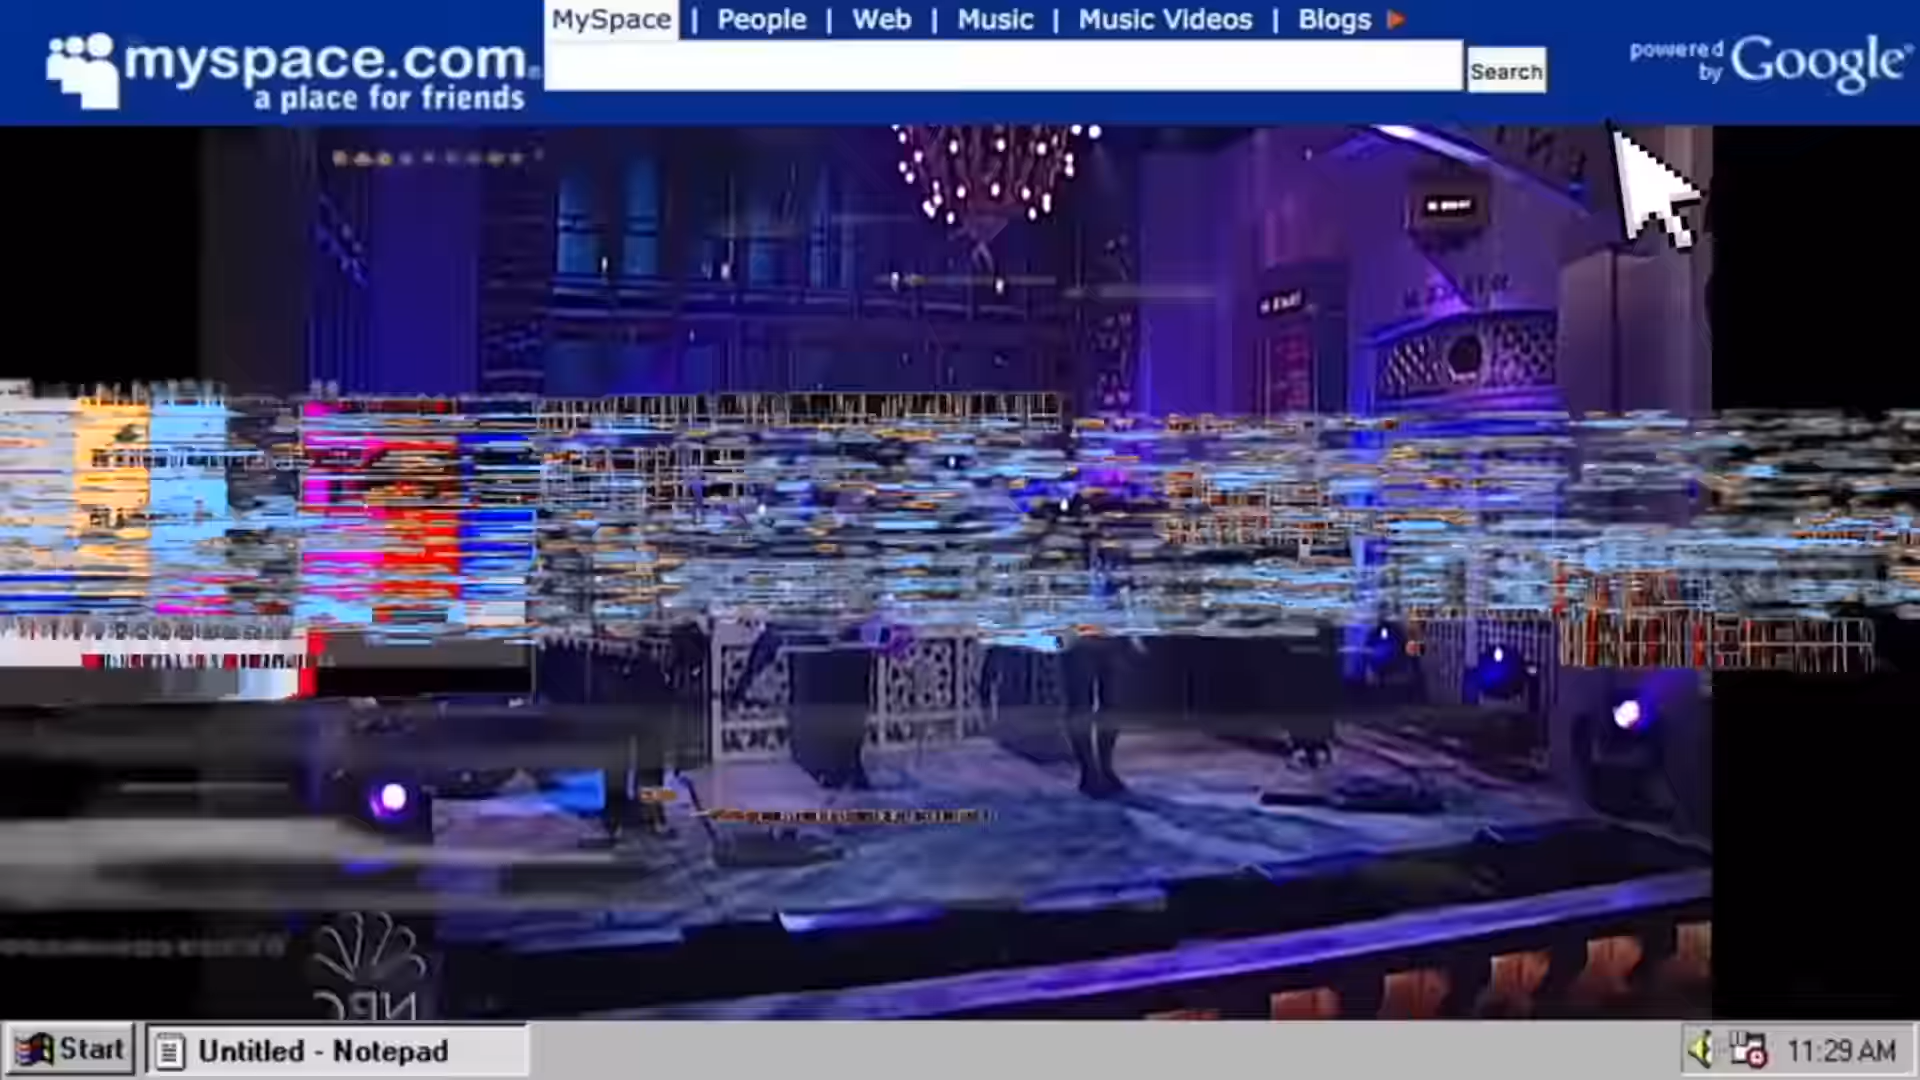 MySpace | People | Web | Music | Music Videos | Blogs
myspace.com
a place for friends
Search
powered
by Google
NBC
Start
Untitled - Notepad
11:29 AM